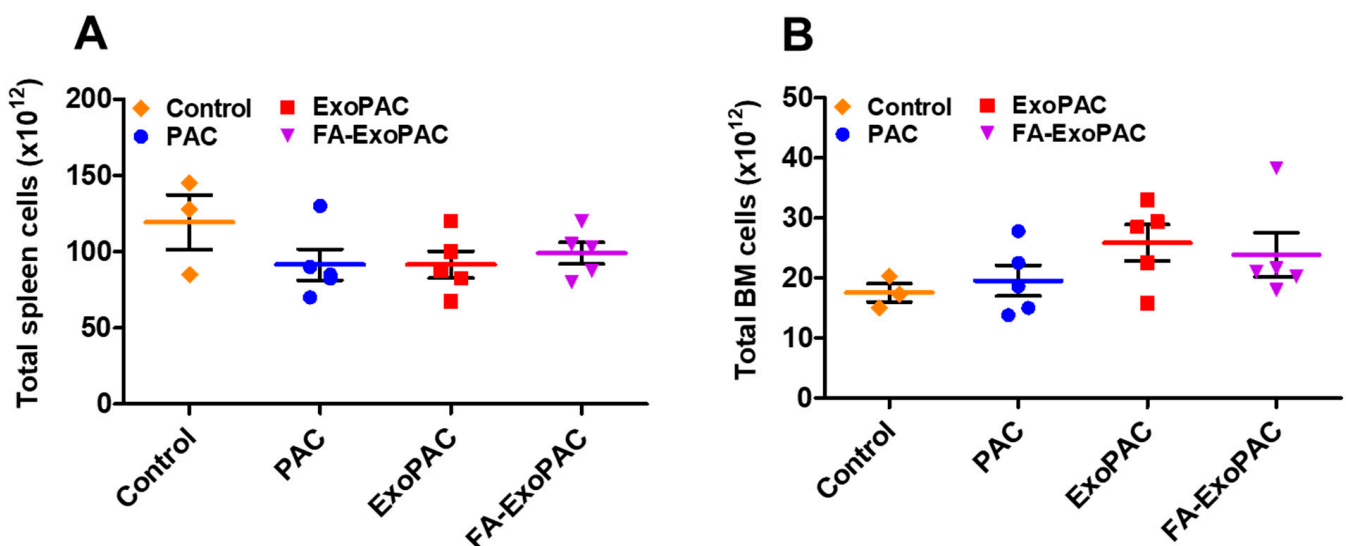 A
Total spleen cells (x10¹²)
Control
ExoPAC
PAC
FA-ExoPAC
200
150
100
50
0
Control
PAC
ExoPAC
FA-ExoPAC
B
Total BM cells (x10¹²)
Control
ExoPAC
PAC
FA-ExoPAC
50
40
30
20
10
0
Control
PAC
ExoPAC
FA-ExoPAC